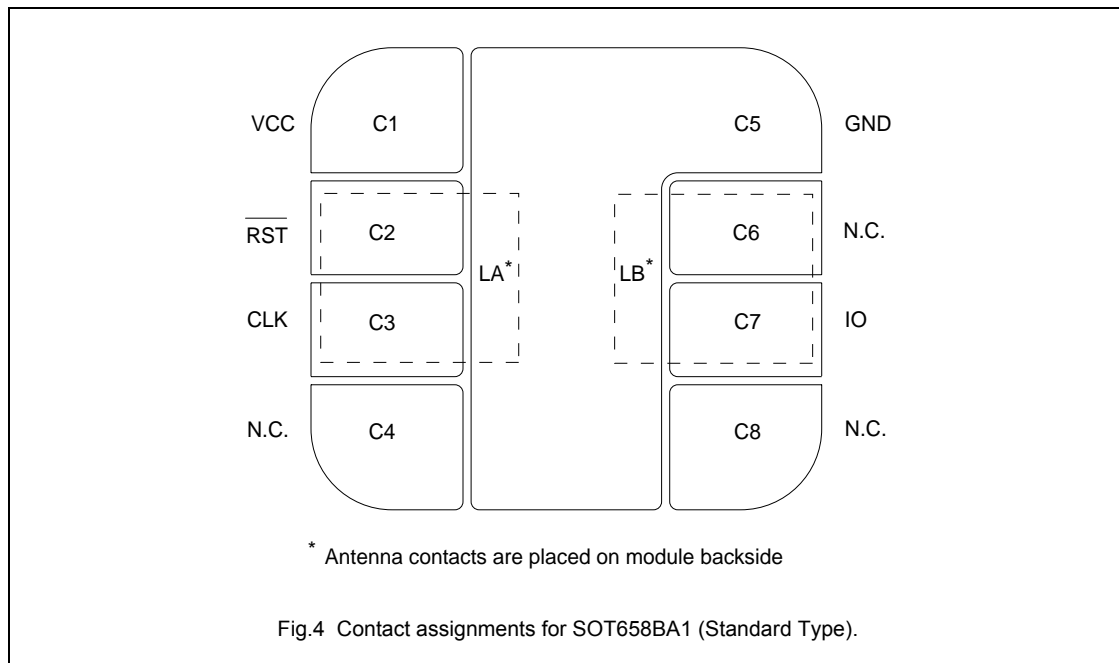 VCC C1 C5 GND
RST C2 C6 N.C.
LA* LB*
CLK C3 C7 IO
N.C. C4 C8 N.C.
* Antenna contacts are placed on module backside
Fig.4 Contact assignments for SOT658BA1 (Standard Type).